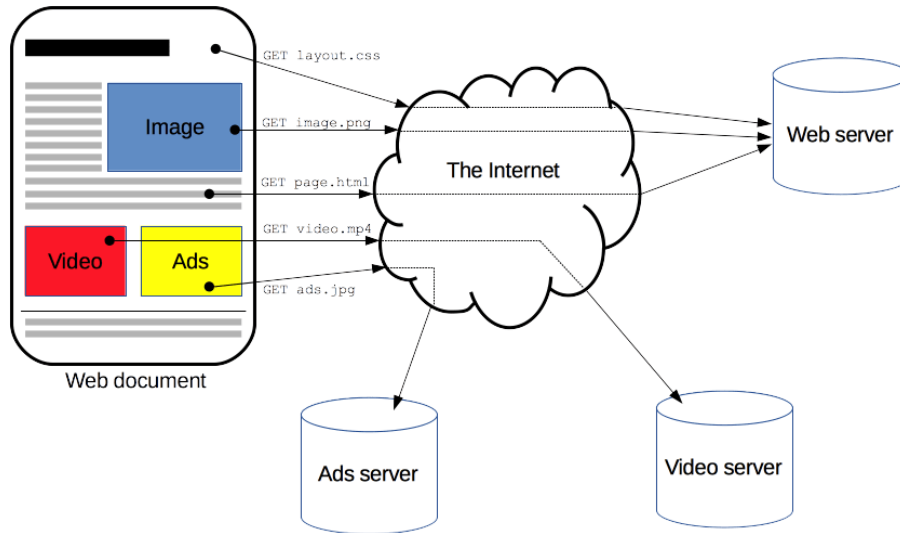 GET layout.css
Image
GET image.png
Web server
The Internet
GET page.html
GET video.mp4
Video
Ads
GET ads.jpg
Web document
Ads server
Video server